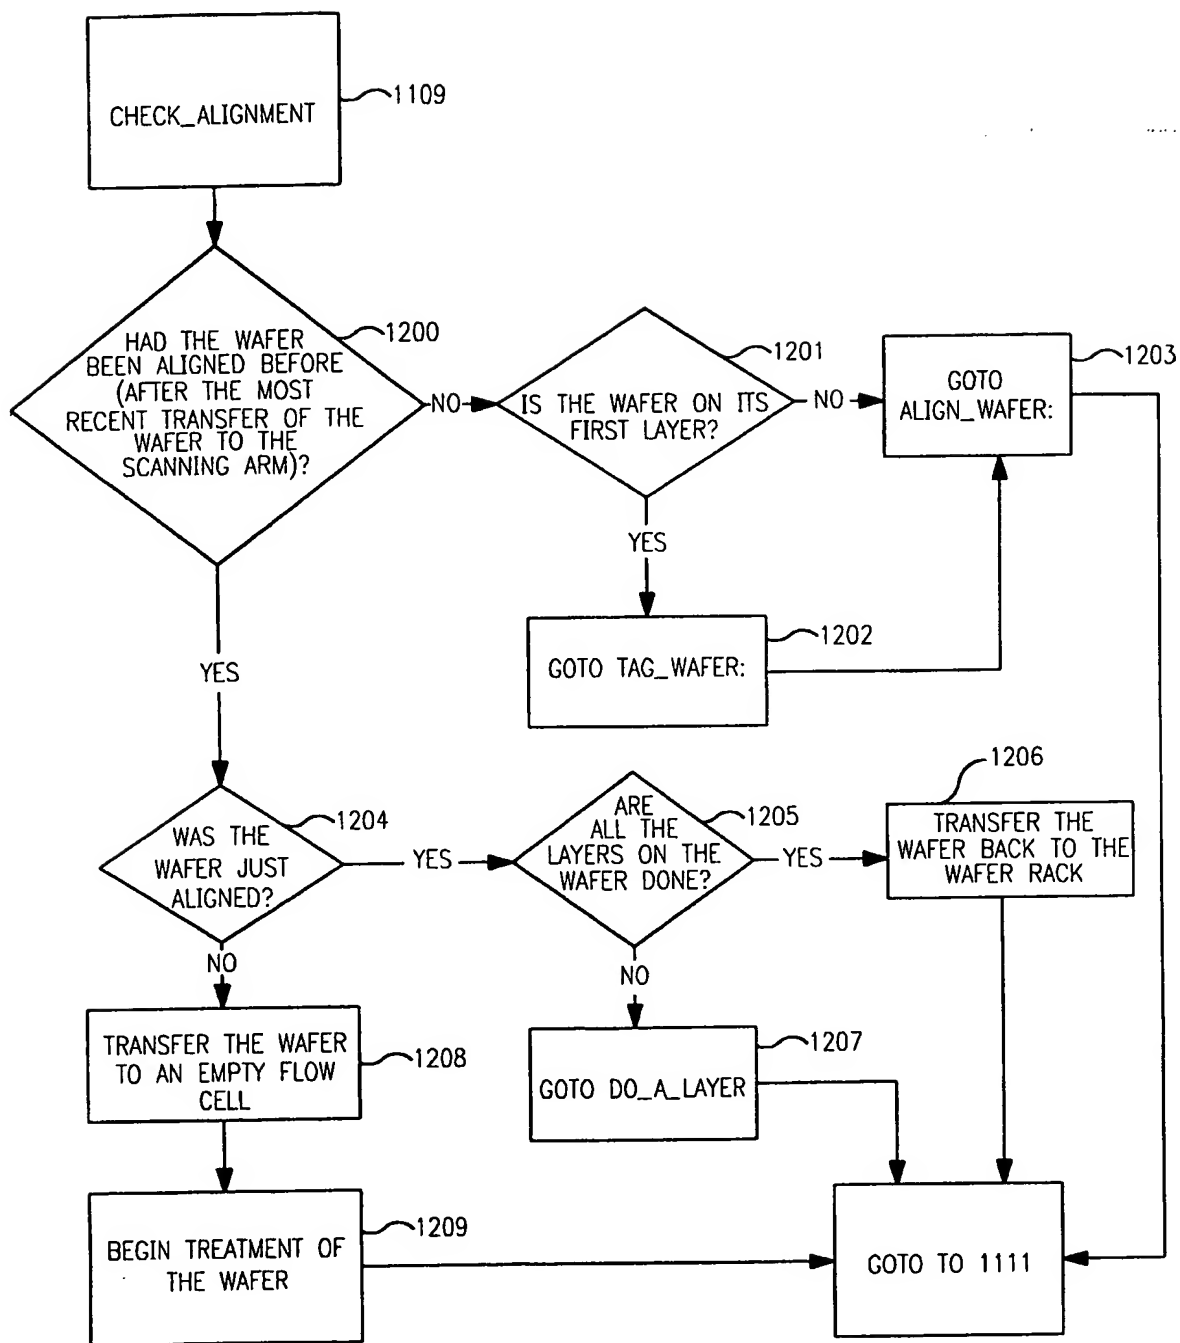 CHECK_ALIGNMENT
1109
HAD THE WAFER
BEEN ALIGNED BEFORE
(AFTER THE MOST
RECENT TRANSFER OF THE
WAFER TO THE
SCANNING ARM)?
1200
NO
IS THE WAFER ON ITS
FIRST LAYER?
1201
NO
GOTO
ALIGN_WAFER:
1203
YES
GOTO TAG_WAFER:
1202
YES
WAS THE
WAFER JUST
ALIGNED?
1204
YES
ARE
ALL THE
LAYERS ON THE
WAFER DONE?
1205
YES
TRANSFER THE
WAFER BACK TO THE
WAFER RACK
1206
NO
TRANSFER THE WAFER
TO AN EMPTY FLOW
CELL
1208
NO
GOTO DO_A_LAYER
1207
BEGIN TREATMENT OF
THE WAFER
1209
GOTO TO 1111